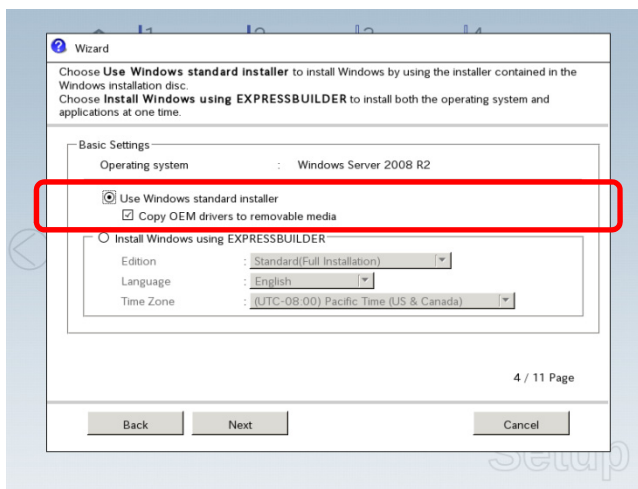 Wizard
Choose Use Windows standard installer to install Windows by using the installer contained in the
Windows installation disc.
Choose Install Windows using EXPRESSBUILDER to install both the operating system and
applications at one time.
Basic Settings
Operating system : Windows Server 2008 R2
Use Windows standard installer
Copy OEM drivers to removable media
Install Windows using EXPRESSBUILDER
Edition : Standard(Full Installation)
Language : English
Time Zone : (UTC-08:00) Pacific Time (US & Canada)
4 / 11 Page
Back Next Cancel
Setup